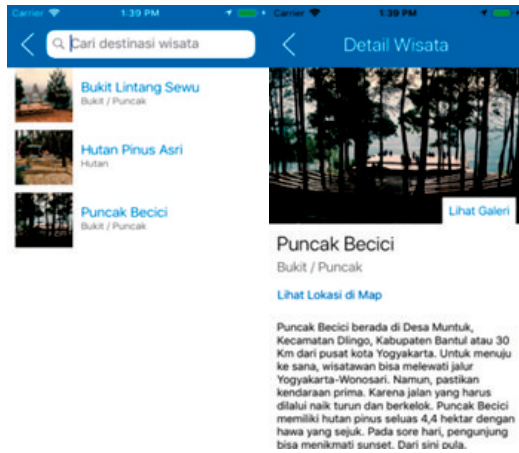 Carrier 1:39 PM
Cari destinasi wisata
Bukit Lintang Sewu
Bukit / Puncak
Hutan Pinus Asri
Hutan
Puncak Becici
Bukit / Puncak
Carrier 1:39 PM
Detail Wisata
Lihat Galeri
Puncak Becici
Bukit / Puncak
Lihat Lokasi di Map
Puncak Becici berada di Desa Muntuk,
Kecamatan Dlingo, Kabupaten Bantul atau 30
Km dari pusat kota Yogyakarta. Untuk menuju
ke sana, wisatawan bisa melewati jalur
Yogyakarta-Wonosari. Namun, pastikan
kendaraan prima. Karena jalan yang harus
dilalui naik turun dan berkelok. Puncak Becici
memiliki hutan pinus seluas 4,4 hektar dengan
hawa yang sejuk. Pada sore hari, pengunjung
bisa menikmati sunset. Dari sini pula,